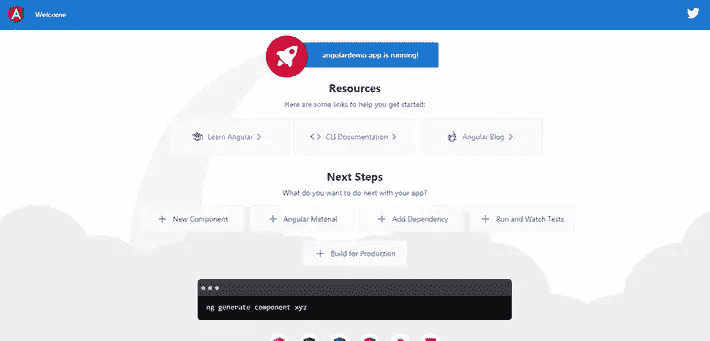 A
Welcome
angulardemo app is running!
Resources
Here are some links to help you get started:
Learn Angular
CLI Documentation
Angular Blog
Next Steps
What do you want to do next with your app?
New Component
Angular Material
Add Dependency
Run and Watch Tests
Build for Production
ng generate component xyz